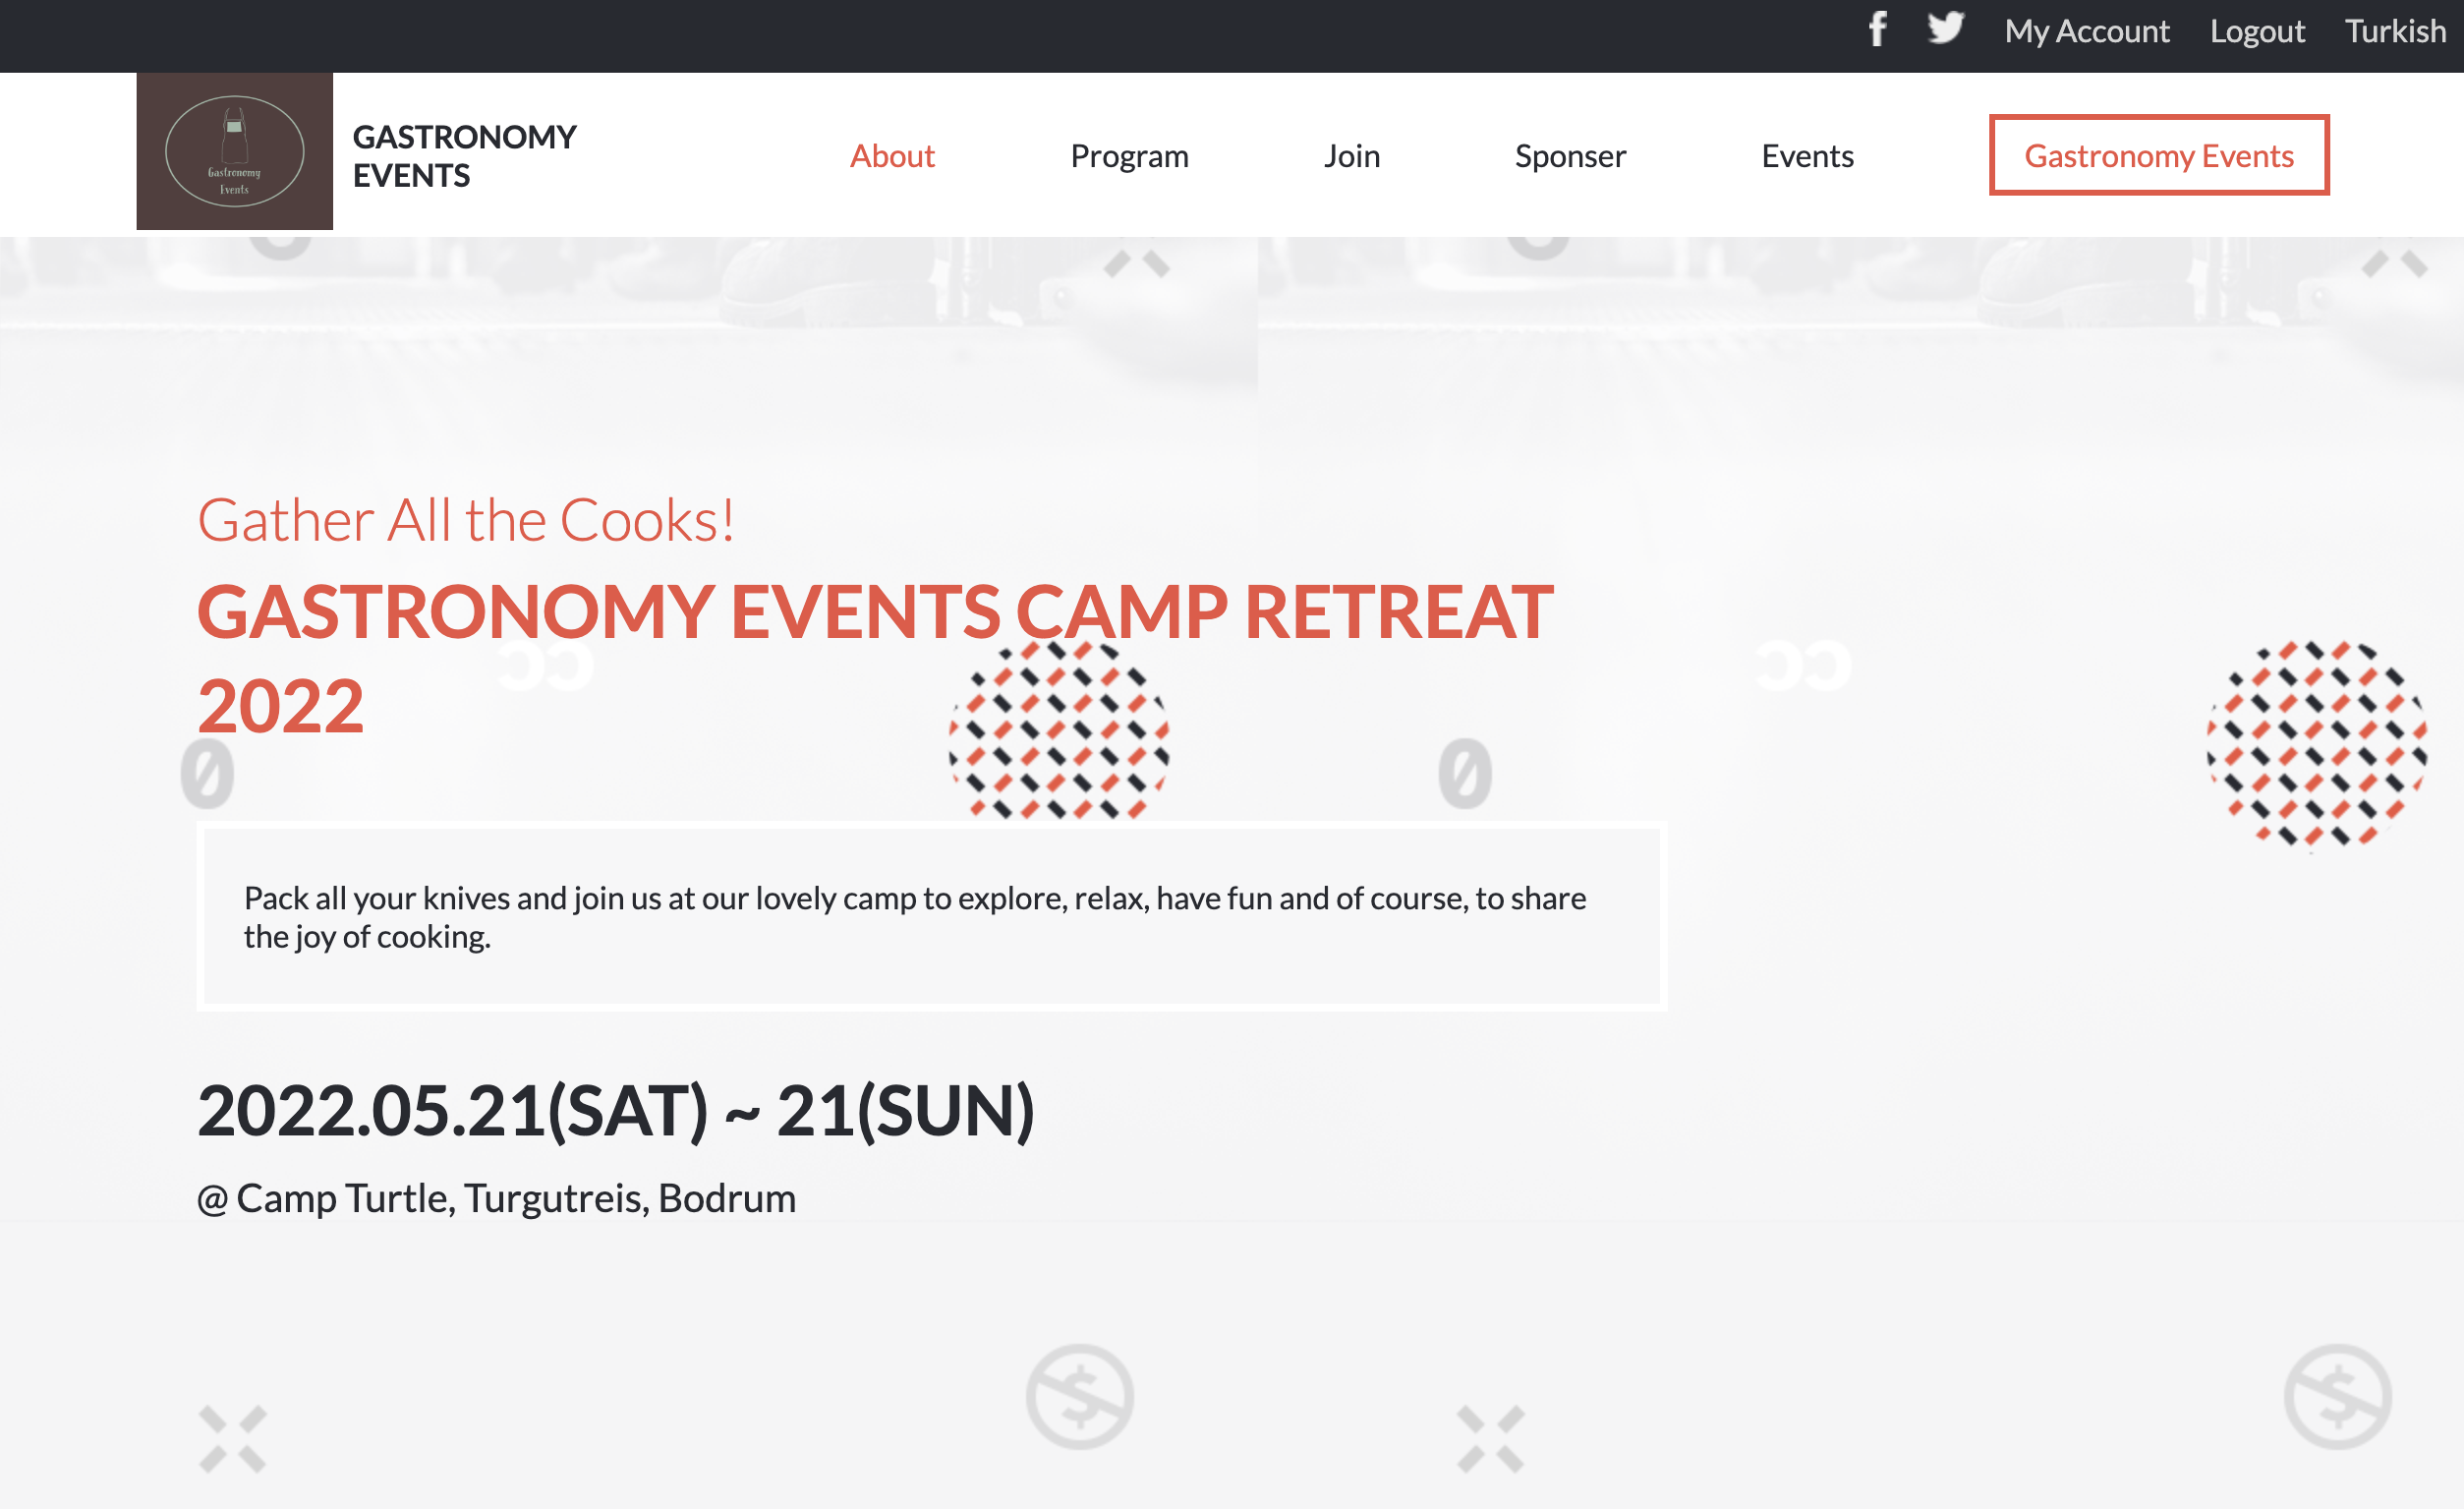 My Account Logout Turkish
Gastronomy
Events
GASTRONOMY
EVENTS
About Program Join Sponser Events Gastronomy Events
Gather All the Cooks!
GASTRONOMY EVENTS CAMP RETREAT
2022
Pack all your knives and join us at our lovely camp to explore, relax, have fun and of course, to share
the joy of cooking.
2022.05.21(SAT) ~ 21(SUN)
@ Camp Turtle, Turgutreis, Bodrum